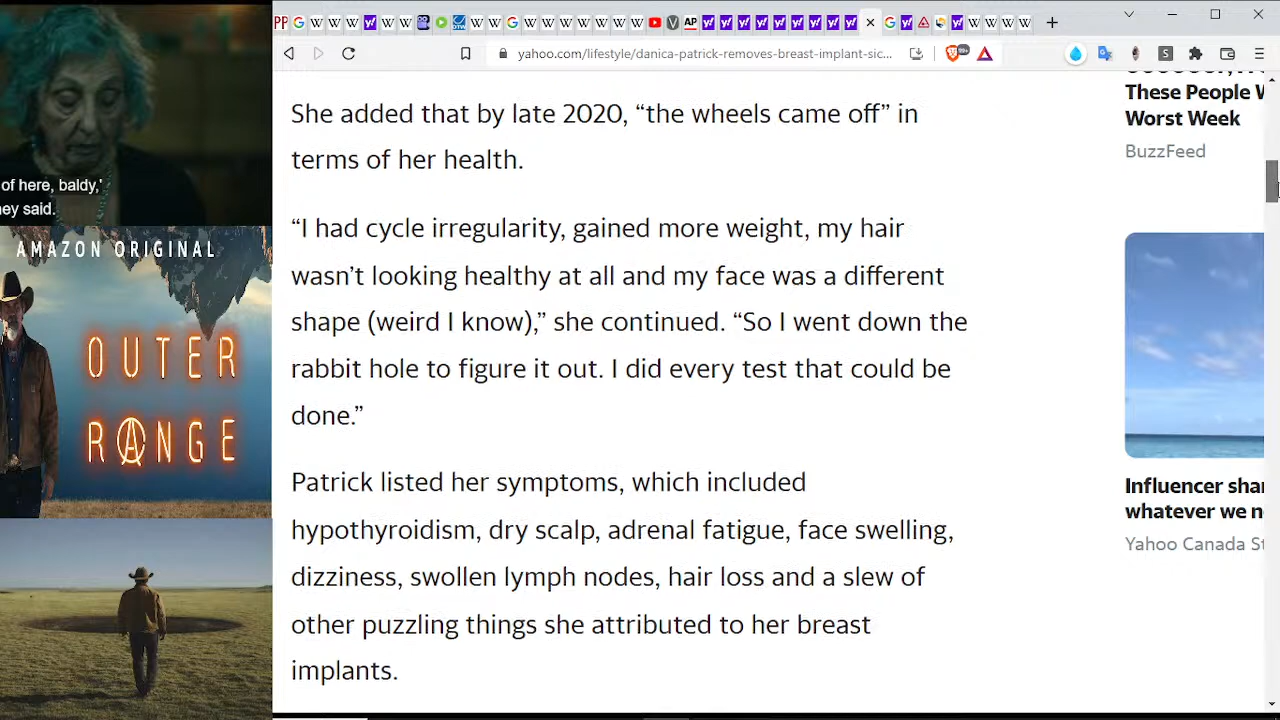 of here, baldy,'
ey said.
AMAZON ORIGINAL
OUTER
RANGE
yahoo.com/lifestyle/danica-patrick-removes-breast-implant-sic...
99+
She added that by late 2020, “the wheels came off” in
terms of her health.
“I had cycle irregularity, gained more weight, my hair
wasn’t looking healthy at all and my face was a different
shape (weird I know),” she continued. “So I went down the
rabbit hole to figure it out. I did every test that could be
done.”
Patrick listed her symptoms, which included
hypothyroidism, dry scalp, adrenal fatigue, face swelling,
dizziness, swollen lymph nodes, hair loss and a slew of
other puzzling things she attributed to her breast
implants.
These People W
Worst Week
BuzzFeed
Influencer sha
whatever we n
Yahoo Canada St